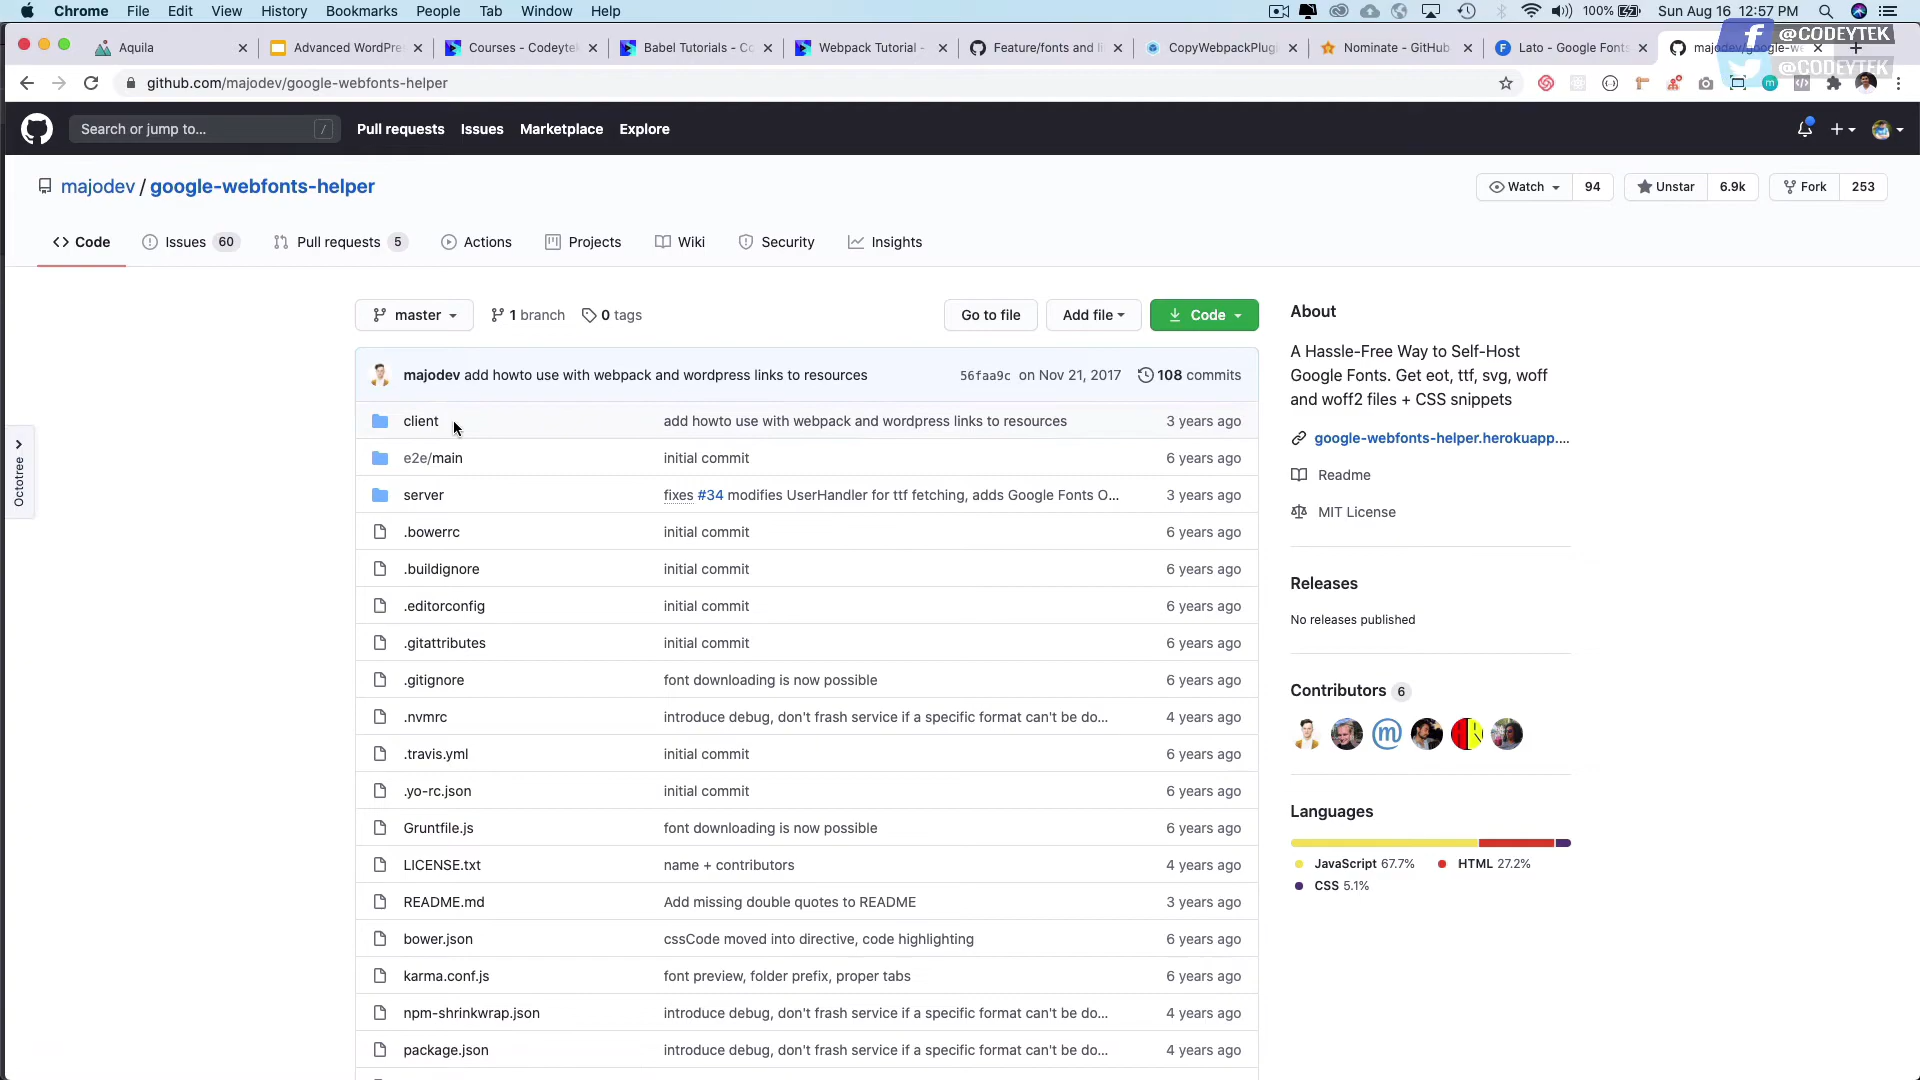 Chrome File Edit View History Bookmarks People Tab Window Help
100% Sun Aug 16 12:57 PM
Aquila
Advanced WordPre
Courses - Codeytek
Babel Tutorials - Co
Webpack Tutorial -
Feature/fonts and li
CopyWebpackPlugi
Nominate - GitHub
Lato - Google Fonts
majodev/google-we
@CODEYTEK
@CODEYTEK
github.com/majodev/google-webfonts-helper
Search or jump to... /
Pull requests Issues Marketplace Explore
majodev / google-webfonts-helper
Watch 94 Unstar 6.9k Fork 253
Code Issues 60 Pull requests 5 Actions Projects Wiki Security Insights
master 1 branch 0 tags Go to file Add file Code
majodev add howto use with webpack and wordpress links to resources 56faa9c on Nov 21, 2017 108 commits
client add howto use with webpack and wordpress links to resources 3 years ago
e2e/main initial commit 6 years ago
server fixes #34 modifies UserHandler for ttf fetching, adds Google Fonts O... 3 years ago
.bowerrc initial commit 6 years ago
.buildignore initial commit 6 years ago
.editorconfig initial commit 6 years ago
.gitattributes initial commit 6 years ago
.gitignore font downloading is now possible 6 years ago
.nvmrc introduce debug, don't frash service if a specific format can't be do... 4 years ago
.travis.yml initial commit 6 years ago
.yo-rc.json initial commit 6 years ago
Gruntfile.js font downloading is now possible 6 years ago
LICENSE.txt name + contributors 4 years ago
README.md Add missing double quotes to README 3 years ago
bower.json cssCode moved into directive, code highlighting 6 years ago
karma.conf.js font preview, folder prefix, proper tabs 6 years ago
npm-shrinkwrap.json introduce debug, don't frash service if a specific format can't be do... 4 years ago
package.json introduce debug, don't frash service if a specific format can't be do... 4 years ago
Octotree
About
A Hassle-Free Way to Self-Host
Google Fonts. Get eot, ttf, svg, woff
and woff2 files + CSS snippets
google-webfonts-helper.herokuapp....
Readme
MIT License
Releases
No releases published
Contributors 6
Languages
JavaScript 67.7% HTML 27.2%
CSS 5.1%